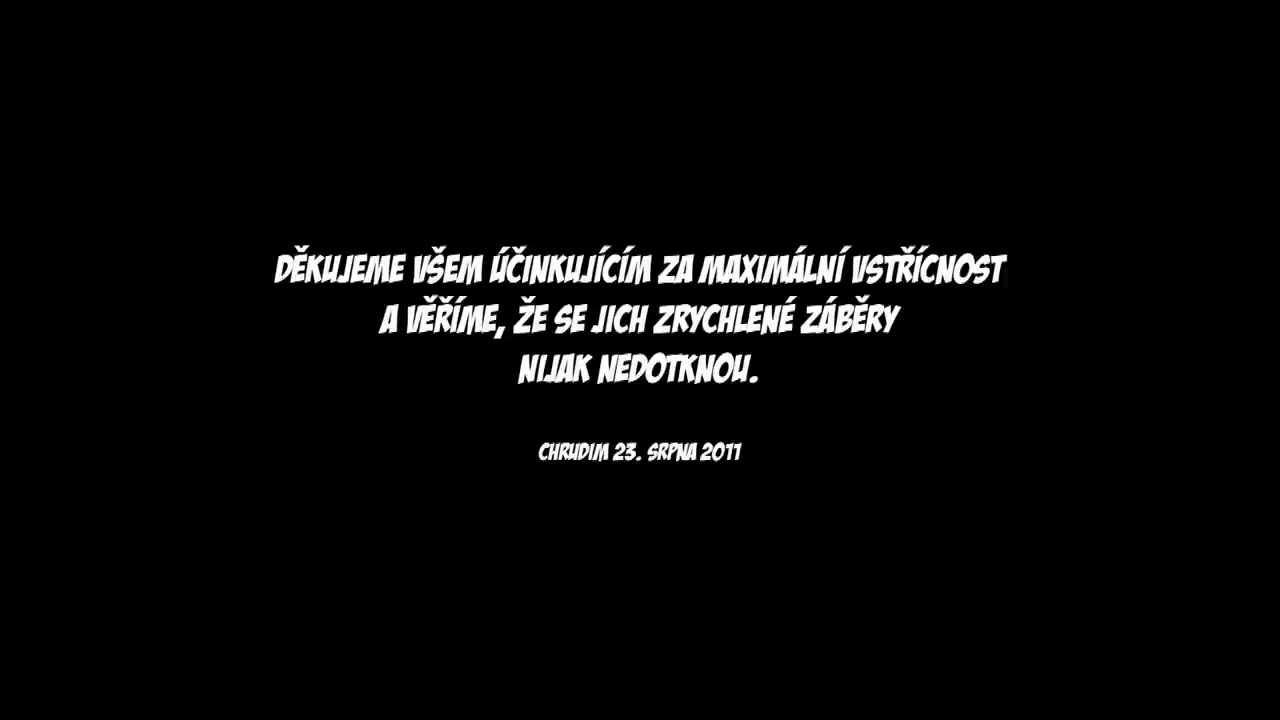 DĚKUJEME VŠEM ÚČINKUJÍCÍM ZA MAXIMÁLNÍ VSTŘÍCNOST
A VĚŘÍME, ŽE SE JICH ZRYCHLENÉ ZÁBĚRY
NIJAK NEDOTKNOU.
CHRUDIM 23. SRPNA 2011